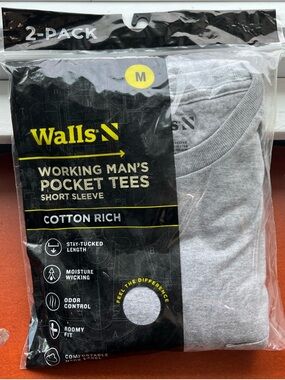 2-PACK
M
Walls
WORKING MAN'S
POCKET TEES
SHORT SLEEVE
COTTON RICH
STAY-TUCKED
LENGTH
MOISTURE
WICKING
ODOR
CONTROL
ROOMY
FIT
COMFORTABLE
FEEL THE DIFFERENCE